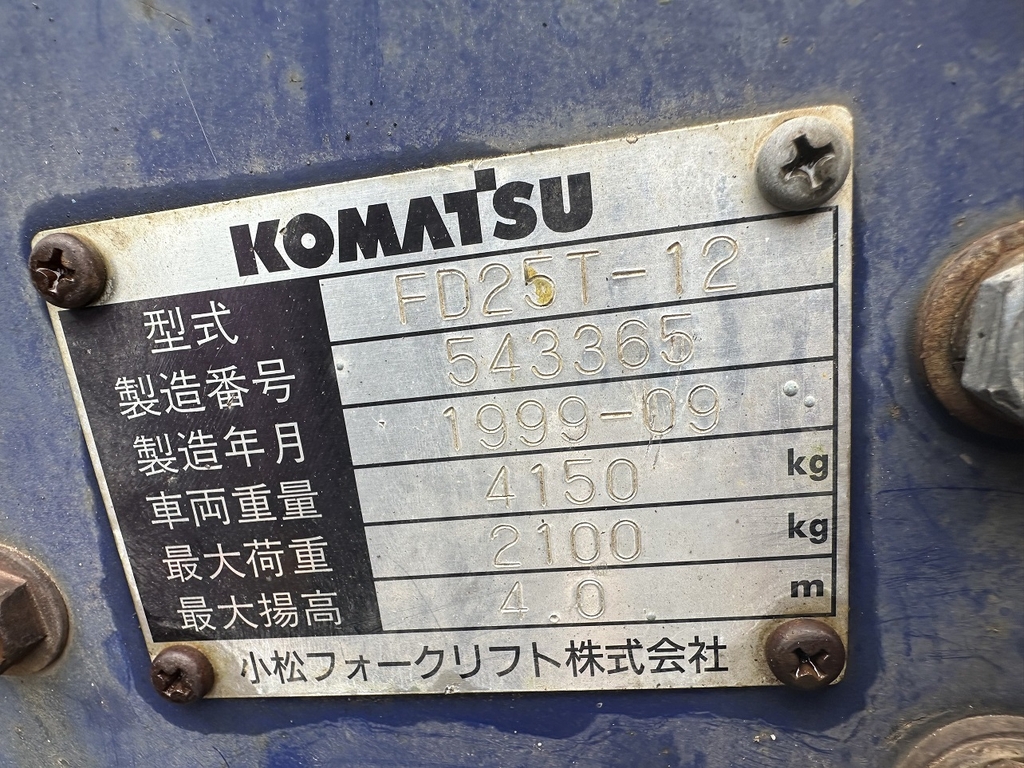 KOMATSU
型式 FD25T-12
製造番号 543365
製造年月 1999-09
車両重量 4150 kg
最大荷重 2100 kg
最大揚高 4.0 m
小松フォークリフト株式会社